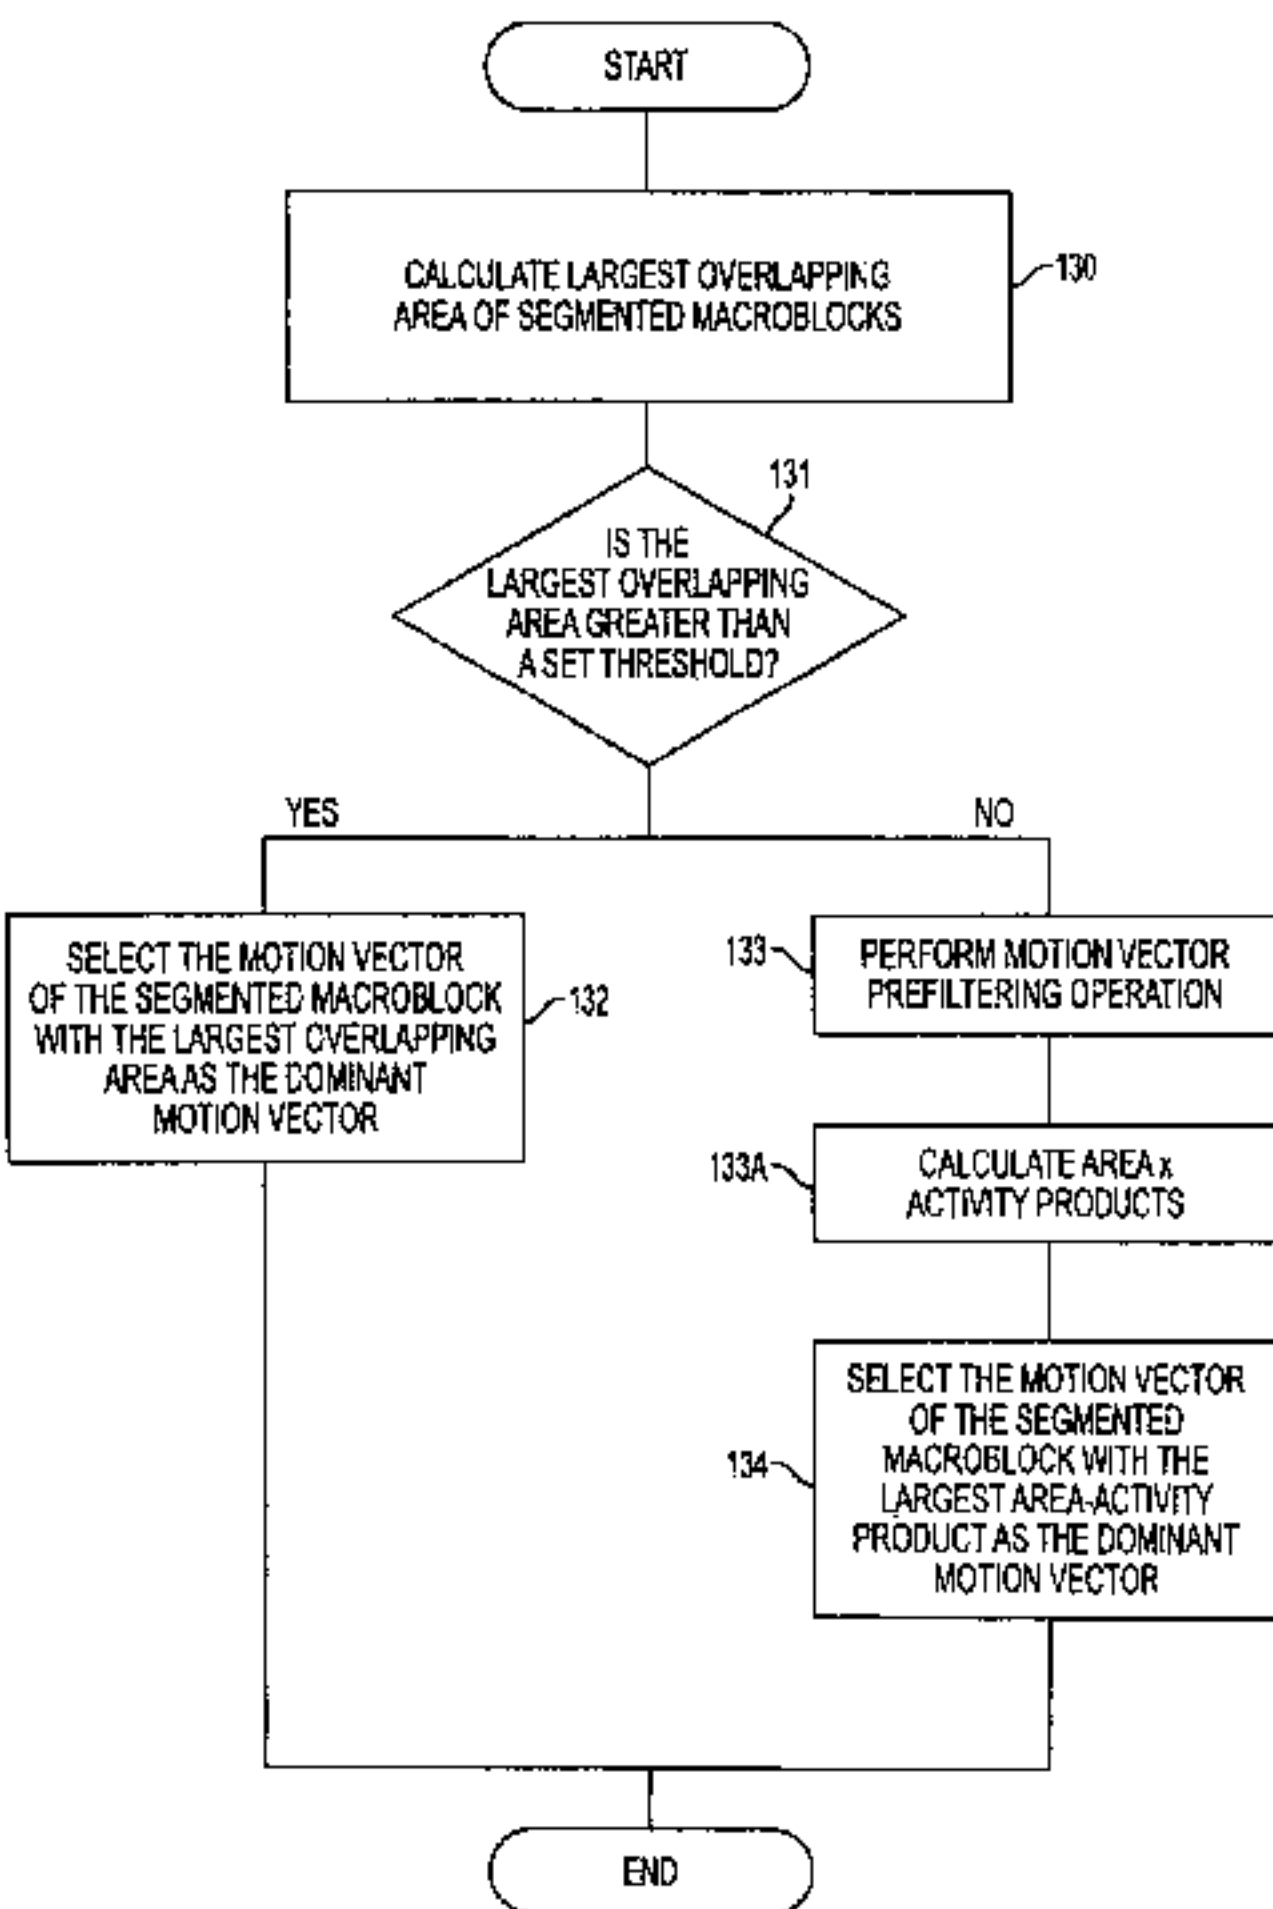 START
CALCULATE LARGEST OVERLAPPING
AREA OF SEGMENTED MACROBLOCKS
130
131
IS THE
LARGEST OVERLAPPING
AREA GREATER THAN
A SET THRESHOLD?
YES
NO
SELECT THE MOTION VECTOR
OF THE SEGMENTED MACROBLOCK
WITH THE LARGEST OVERLAPPING
AREA AS THE DOMINANT
MOTION VECTOR
132
133
PERFORM MOTION VECTOR
PREFILTERING OPERATION
133A
CALCULATE AREA x
ACTIVITY PRODUCTS
134
SELECT THE MOTION VECTOR
OF THE SEGMENTED
MACROBLOCK WITH THE
LARGEST AREA-ACTIVITY
PRODUCT AS THE DOMINANT
MOTION VECTOR
END